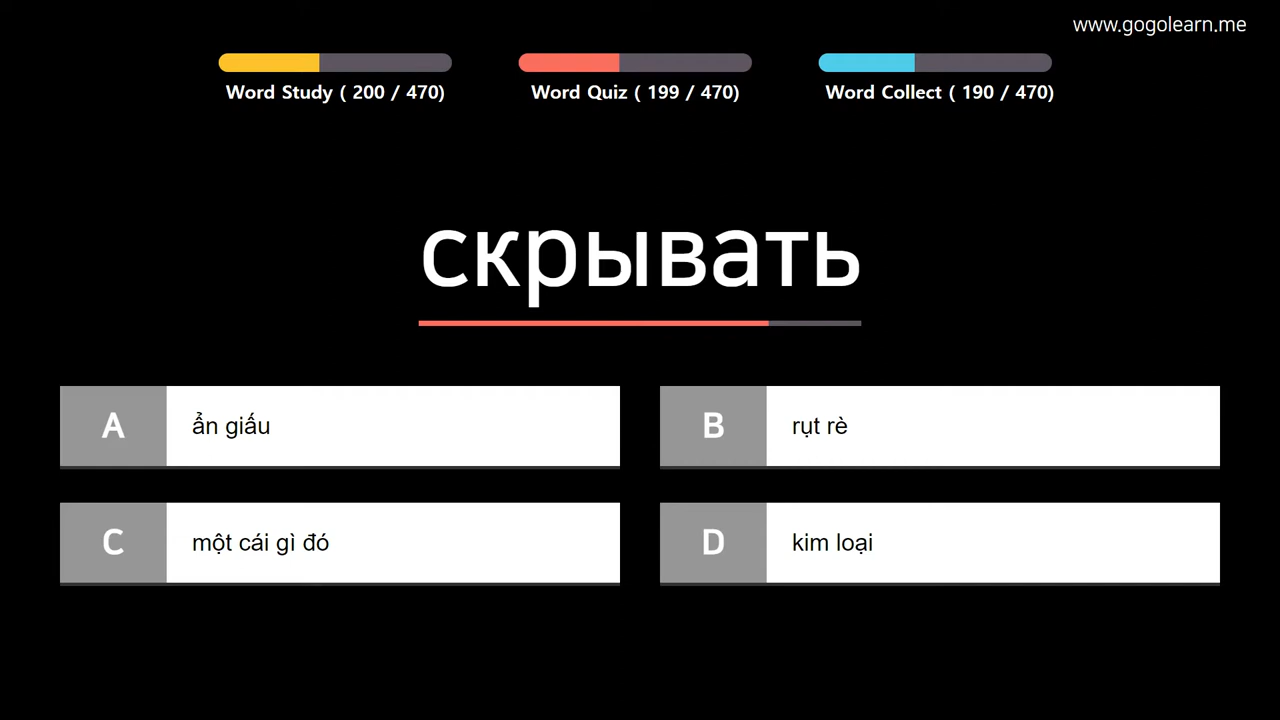 www.gogolearn.me
Word Study ( 200 / 470)
Word Quiz ( 199 / 470)
Word Collect ( 190 / 470)
скрывать
A ẩn giấu
B rụt rè
C một cái gì đó
D kim loại